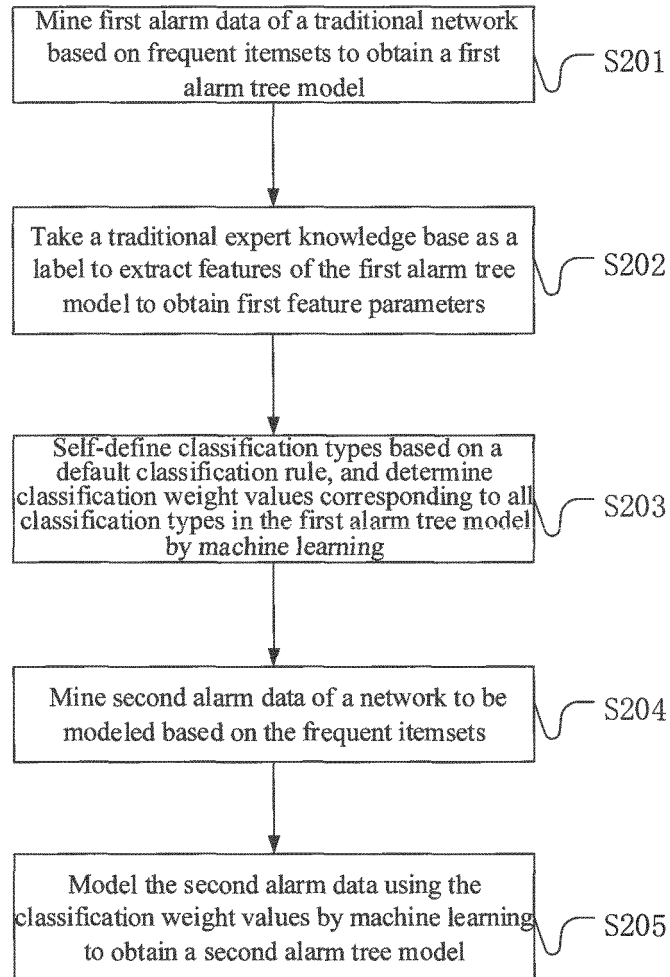 Mine first alarm data of a traditional network
based on frequent itemsets to obtain a first
alarm tree model
S201
Take a traditional expert knowledge base as a
label to extract features of the first alarm tree
model to obtain first feature parameters
S202
Self-define classification types based on a
default classification rule, and determine
classification weight values corresponding to all
classification types in the first alarm tree model
by machine learning
S203
Mine second alarm data of a network to be
modeled based on the frequent itemsets
S204
Model the second alarm data using the
classification weight values by machine learning
to obtain a second alarm tree model
S205